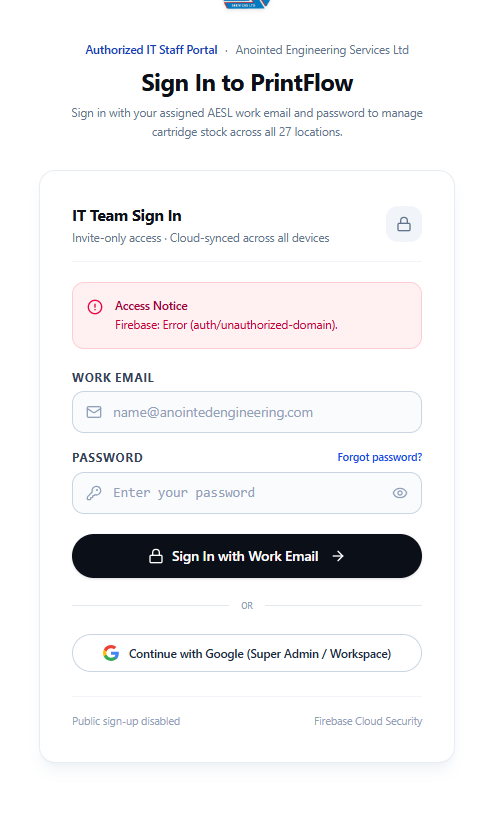 Authorized IT Staff Portal · Anointed Engineering Services Ltd
Sign In to PrintFlow
Sign in with your assigned AESL work email and password to manage
cartridge stock across all 27 locations.
IT Team Sign In
Invite-only access · Cloud-synced across all devices
Access Notice
Firebase: Error (auth/unauthorized-domain).
WORK EMAIL
name@anointedengineering.com
PASSWORD
Forgot password?
Enter your password
Sign In with Work Email
OR
Continue with Google (Super Admin / Workspace)
Public sign-up disabled
Firebase Cloud Security